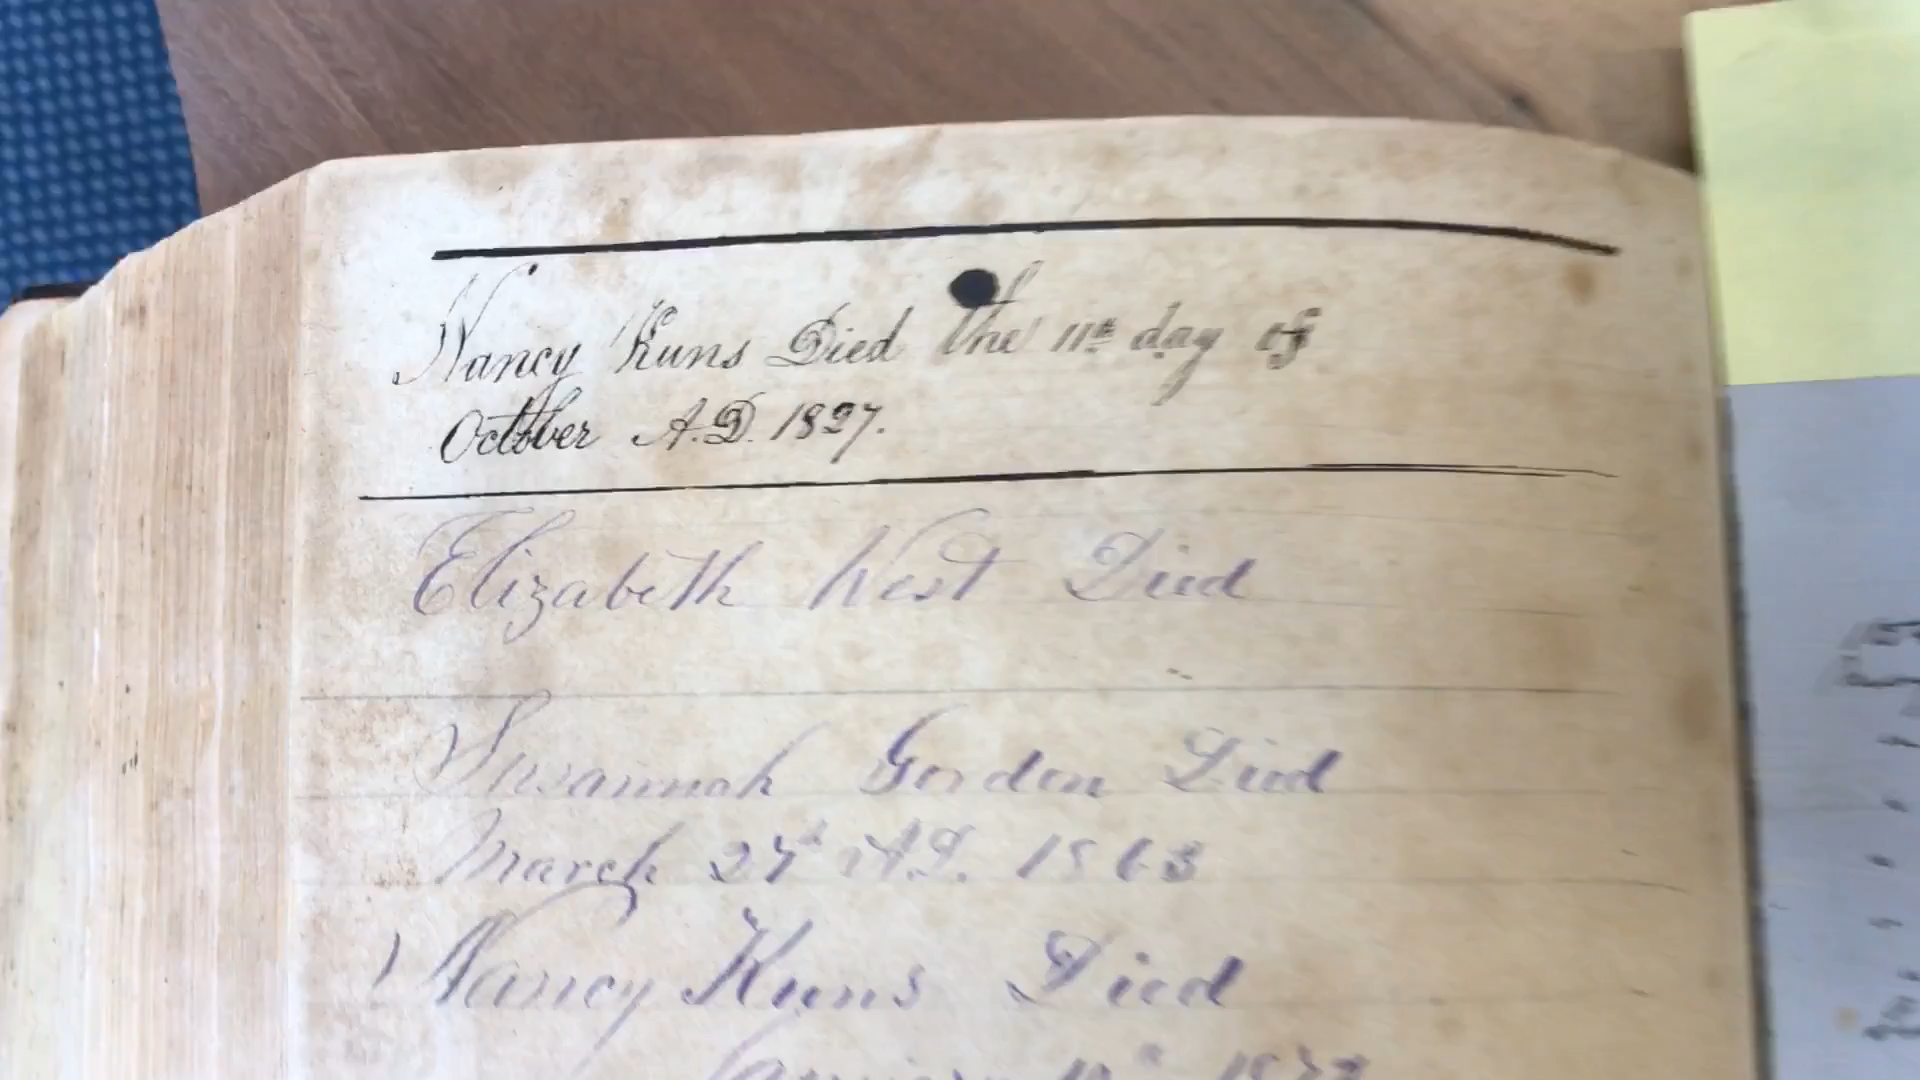 Nancy Kuns Died the 11th day of
October A.D. 1827.
Elizabeth West Died
Susannah Gordon Died
March 27th A.D. 1863
Nancy Kuns Died